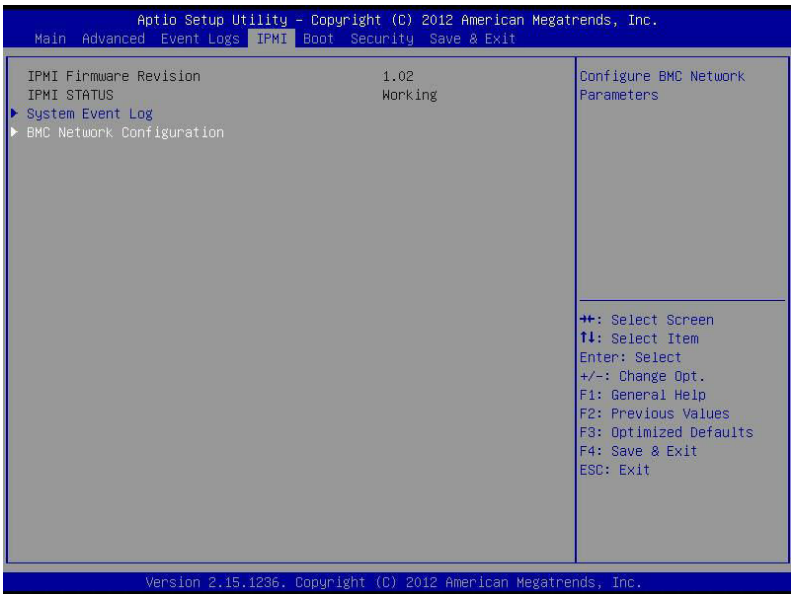 Aptio Setup Utility – Copyright (C) 2012 American Megatrends, Inc.
Main Advanced Event Logs IPMI Boot Security Save & Exit
IPMI Firmware Revision 1.02
IPMI STATUS Working
▶ System Event Log
▶ BMC Network Configuration
Configure BMC Network
Parameters
→←: Select Screen
↑↓: Select Item
Enter: Select
+/-: Change Opt.
F1: General Help
F2: Previous Values
F3: Optimized Defaults
F4: Save & Exit
ESC: Exit
Version 2.15.1236. Copyright (C) 2012 American Megatrends, Inc.